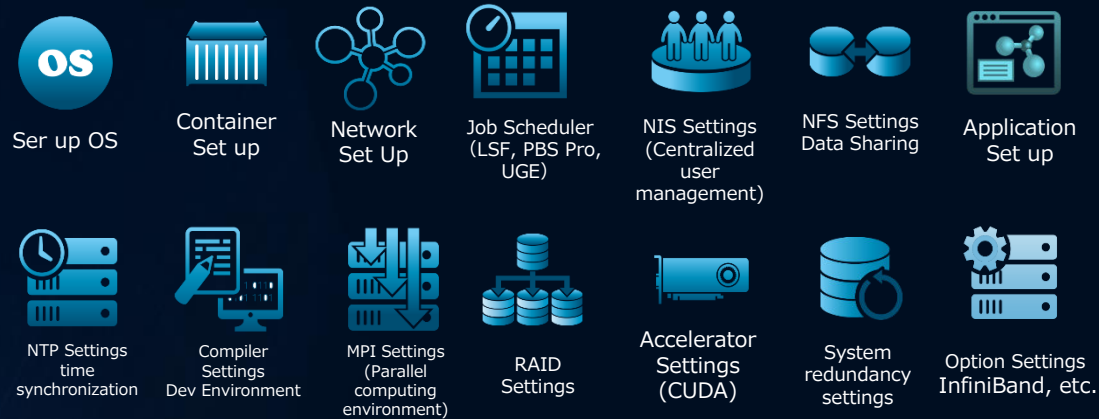 os
Ser up OS
Container
Set up
Network
Set Up
Job Scheduler
(LSF, PBS Pro,
UGE)
NIS Settings
(Centralized
user
management)
NFS Settings
Data Sharing
Application
Set up
NTP Settings
time
synchronization
Compiler
Settings
Dev Environment
MPI Settings
(Parallel
computing
environment)
RAID
Settings
Accelerator
Settings
(CUDA)
System
redundancy
settings
Option Settings
InfiniBand, etc.